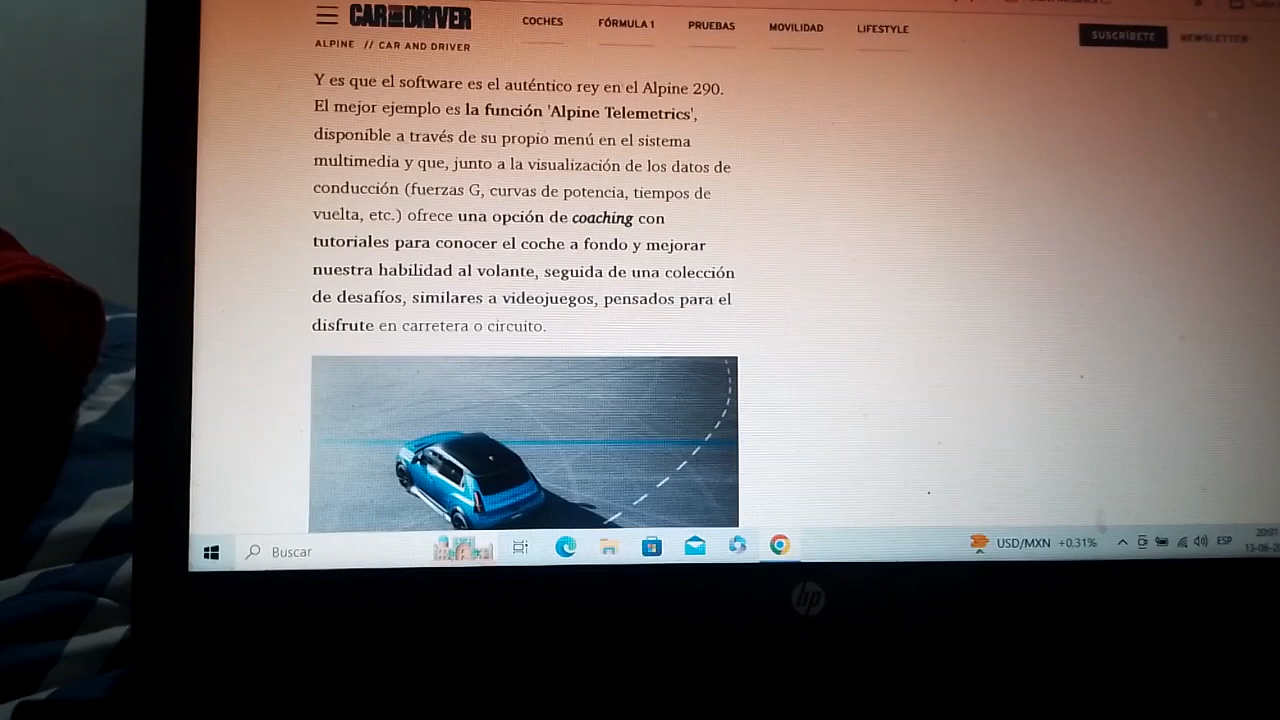 CAR AND DRIVER
COCHES
FÓRMULA 1
PRUEBAS
MOVILIDAD
LIFESTYLE
SUSCRÍBETE
NEWSLETTER
ALPINE // CAR AND DRIVER
Y es que el software es el auténtico rey en el Alpine 290.
El mejor ejemplo es la función 'Alpine Telemetrics',
disponible a través de su propio menú en el sistema
multimedia y que, junto a la visualización de los datos de
conducción (fuerzas G, curvas de potencia, tiempos de
vuelta, etc.) ofrece una opción de coaching con
tutoriales para conocer el coche a fondo y mejorar
nuestra habilidad al volante, seguida de una colección
de desafíos, similares a videojuegos, pensados para el
disfrute en carretera o circuito.
Buscar
USD/MXN +0.31%
ESP
hp